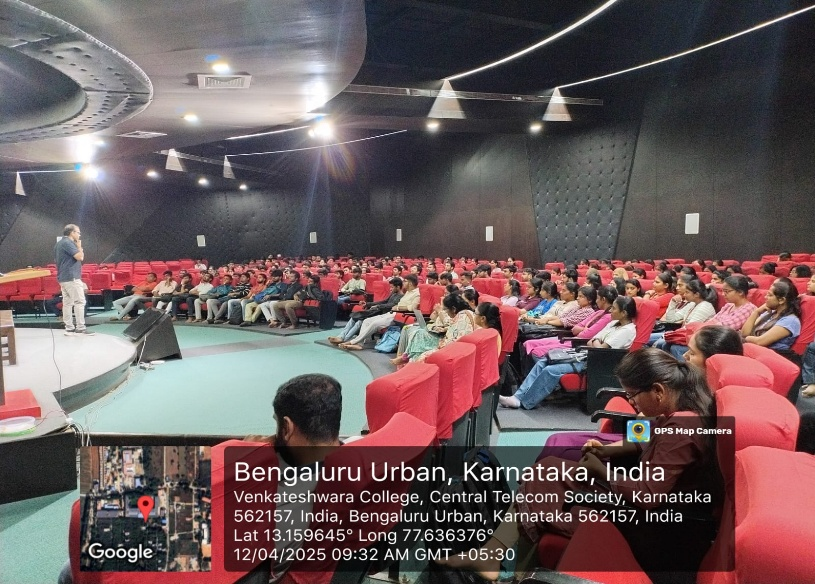 GPS Map Camera
Bengaluru Urban, Karnataka, India
Venkateshwara College, Central Telecom Society, Karnataka
562157, India, Bengaluru Urban, Karnataka 562157, India
Lat 13.159645° Long 77.636376°
12/04/2025 09:32 AM GMT +05:30
Google